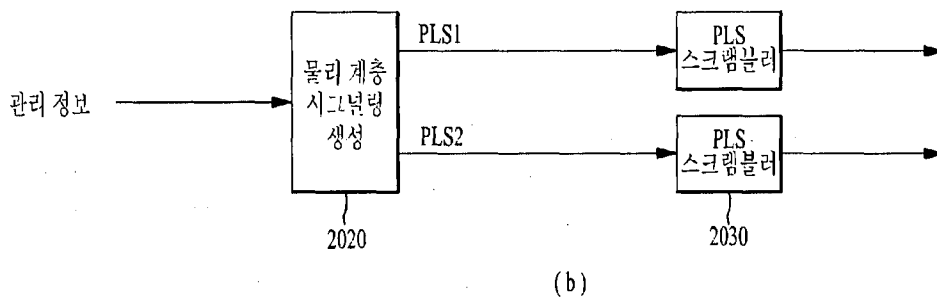 관리 정보
물리 계층
시그널링
생성
2020
PLS1
PLS2
PLS
스크램블러
PLS
스크램블러
2030
(b)